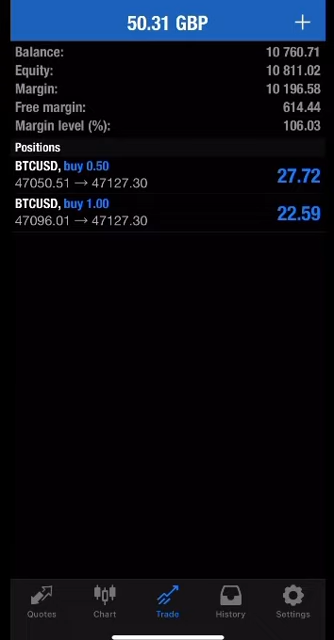 50.31 GBP +
Balance: 10 760.71
Equity: 10 811.02
Margin: 10 196.58
Free margin: 614.44
Margin level (%): 106.03
Positions
BTCUSD, buy 0.50
47050.51 → 47127.30 27.72
BTCUSD, buy 1.00
47096.01 → 47127.30 22.59
Quotes Chart Trade History Settings